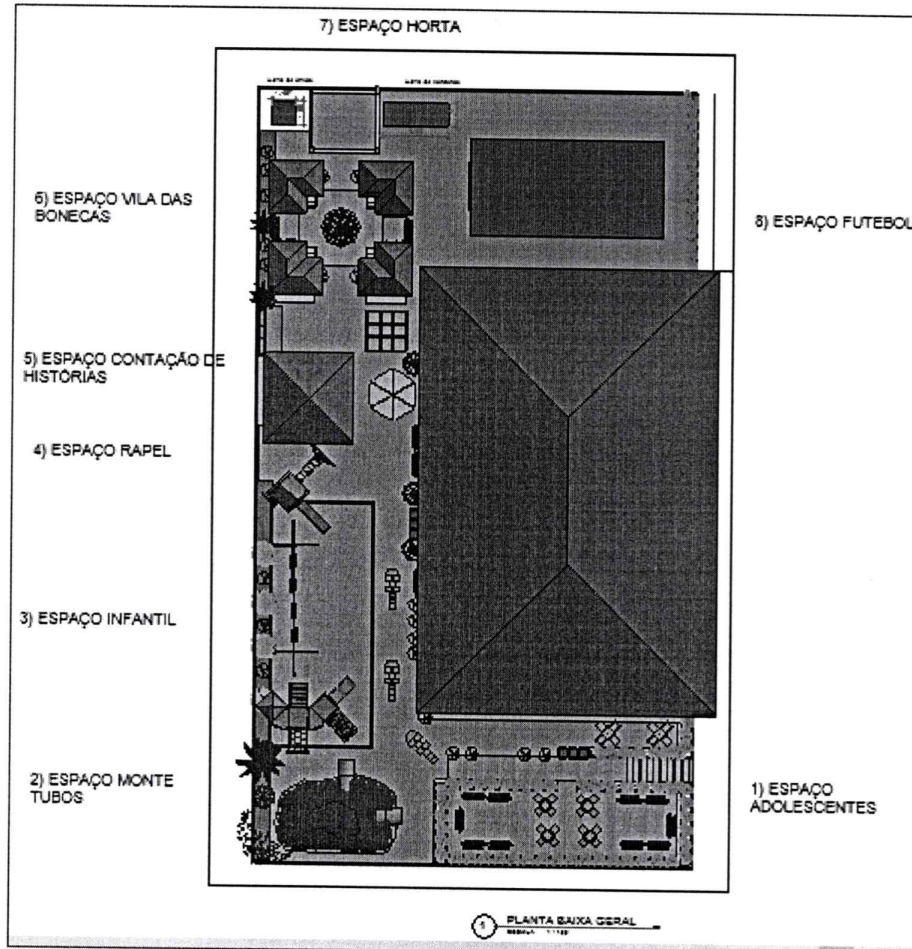 7) ESPAÇO HORTA
6) ESPAÇO VILA DAS
BONECAS
8) ESPAÇO FUTEBOL
5) ESPAÇO CONTAÇÃO DE
HISTÓRIAS
4) ESPAÇO RAPEL
3) ESPAÇO INFANTIL
2) ESPAÇO MONTE
TUBOS
1) ESPAÇO
ADOLESCENTES
1 PLANTA BAIXA GERAL